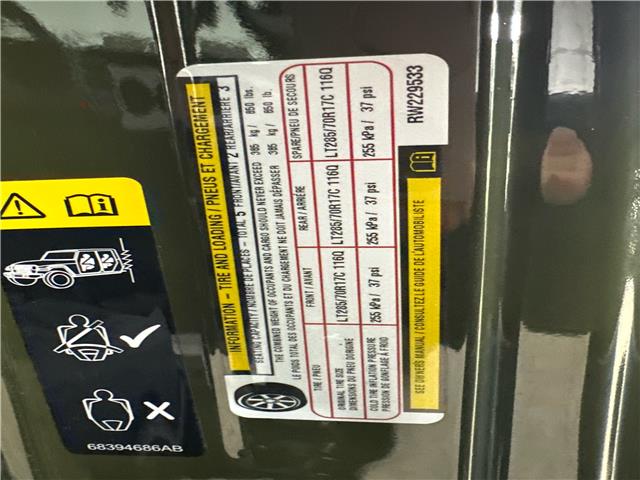 INFORMATION – TIRE AND LOADING / PNEUS ET CHARGEMENT
SEATING CAPACITY / NOMBRE DE PLACES – TOTAL 5 FRONT/AVANT 2 REAR/ARRIÈRE 3
THE COMBINED WEIGHT OF OCCUPANTS AND CARGO SHOULD NEVER EXCEED 385 kg / 850 lbs.
LE POIDS TOTAL DES OCCUPANTS ET DU CHARGEMENT NE DOIT JAMAIS DÉPASSER 385 kg / 850 lb.
TIRE / PNEU FRONT / AVANT REAR / ARRIÈRE SPARE/PNEU DE SECOURS
ORIGINAL TIRE SIZE LT285/70R17C 116Q LT285/70R17C 116Q LT285/70R17C 116Q
DIMENSIONS DU PNEU D'ORIGINE
COLD TIRE INFLATION PRESSURE 255 kPa / 37 psi 255 kPa / 37 psi 255 kPa / 37 psi
PRESSION DE GONFLAGE À FROID
SEE OWNERS MANUAL / CONSULTEZ LE GUIDE DE L'AUTOMOBILISTE
RW229533
68394686AB